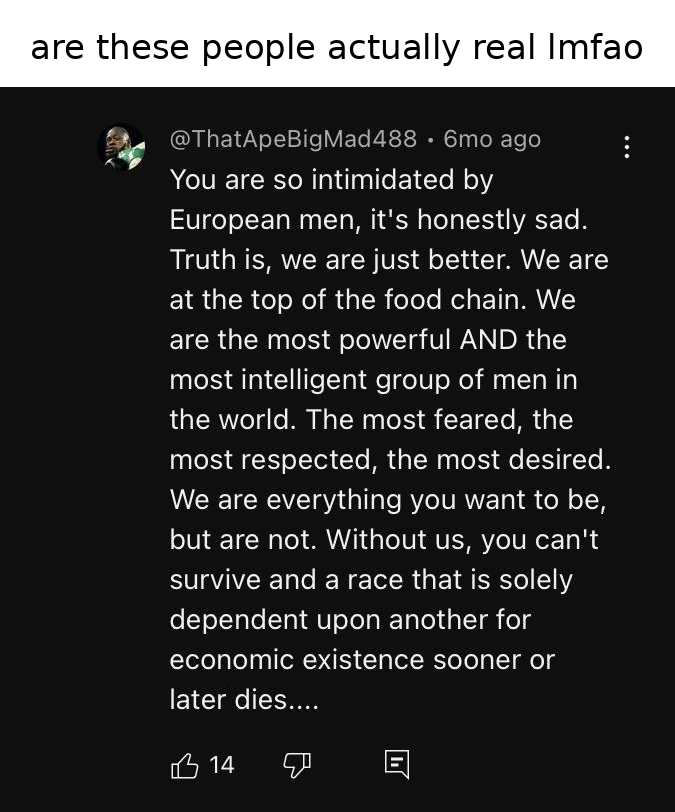 are these people actually real lmfao
@ThatApeBigMad488 • 6mo ago
You are so intimidated by
European men, it's honestly sad.
Truth is, we are just better. We are
at the top of the food chain. We
are the most powerful AND the
most intelligent group of men in
the world. The most feared, the
most respected, the most desired.
We are everything you want to be,
but are not. Without us, you can't
survive and a race that is solely
dependent upon another for
economic existence sooner or
later dies....
14